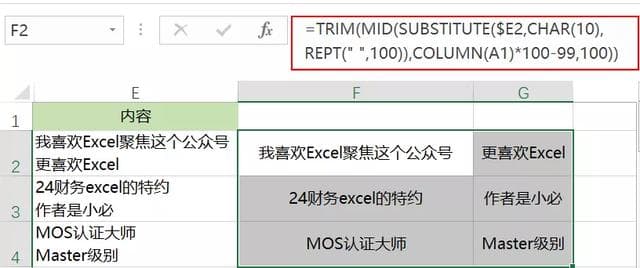 F2
fx
=TRIM(MID(SUBSTITUTE($E2,CHAR(10),
REPT(" ",100)),COLUMN(A1)*100-99,100))
E F G
1 内容
我喜欢Excel聚焦这个公众号
更喜欢Excel
2 我喜欢Excel聚焦这个公众号 更喜欢Excel
24财务excel的特约
作者是小必
3 24财务excel的特约 作者是小必
MOS认证大师
Master级别
4 MOS认证大师 Master级别